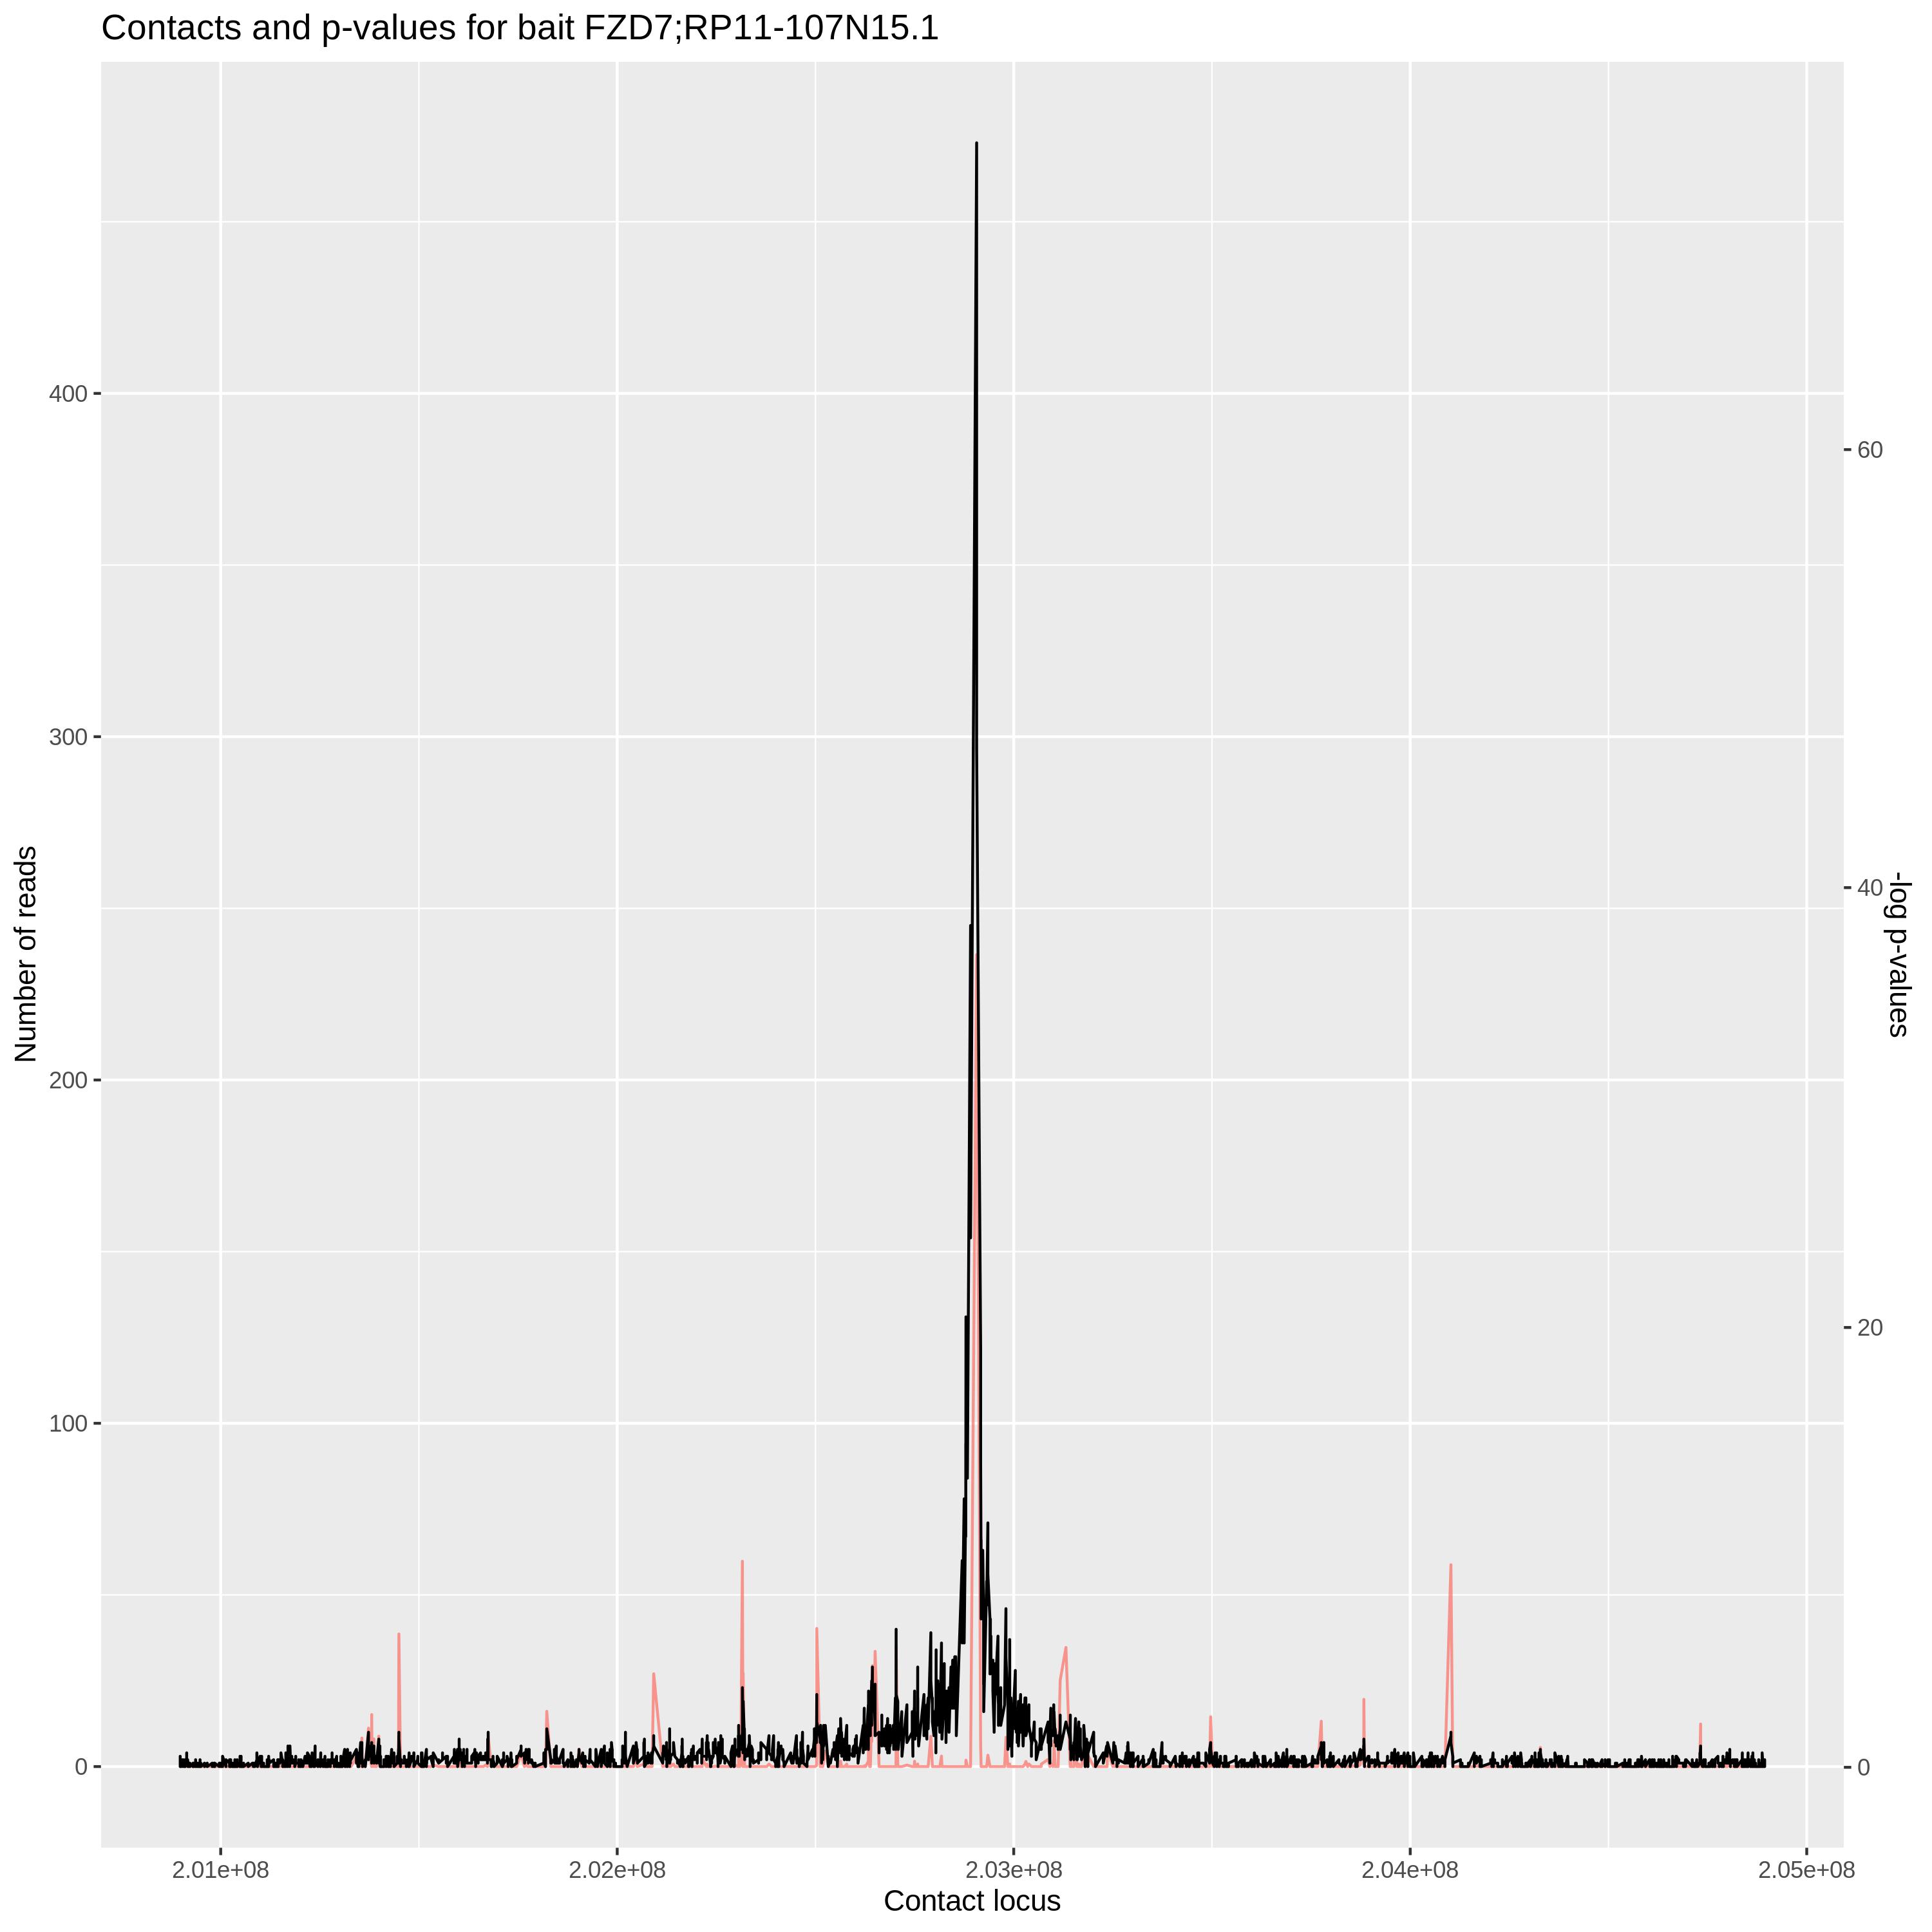 Contacts and p-values for bait FZD7;RP11-107N15.1
400
300
200
100
0
Number of reads
60
40
20
0
-log p-values
2.01e+08 2.02e+08 2.03e+08 2.04e+08 2.05e+08
Contact locus